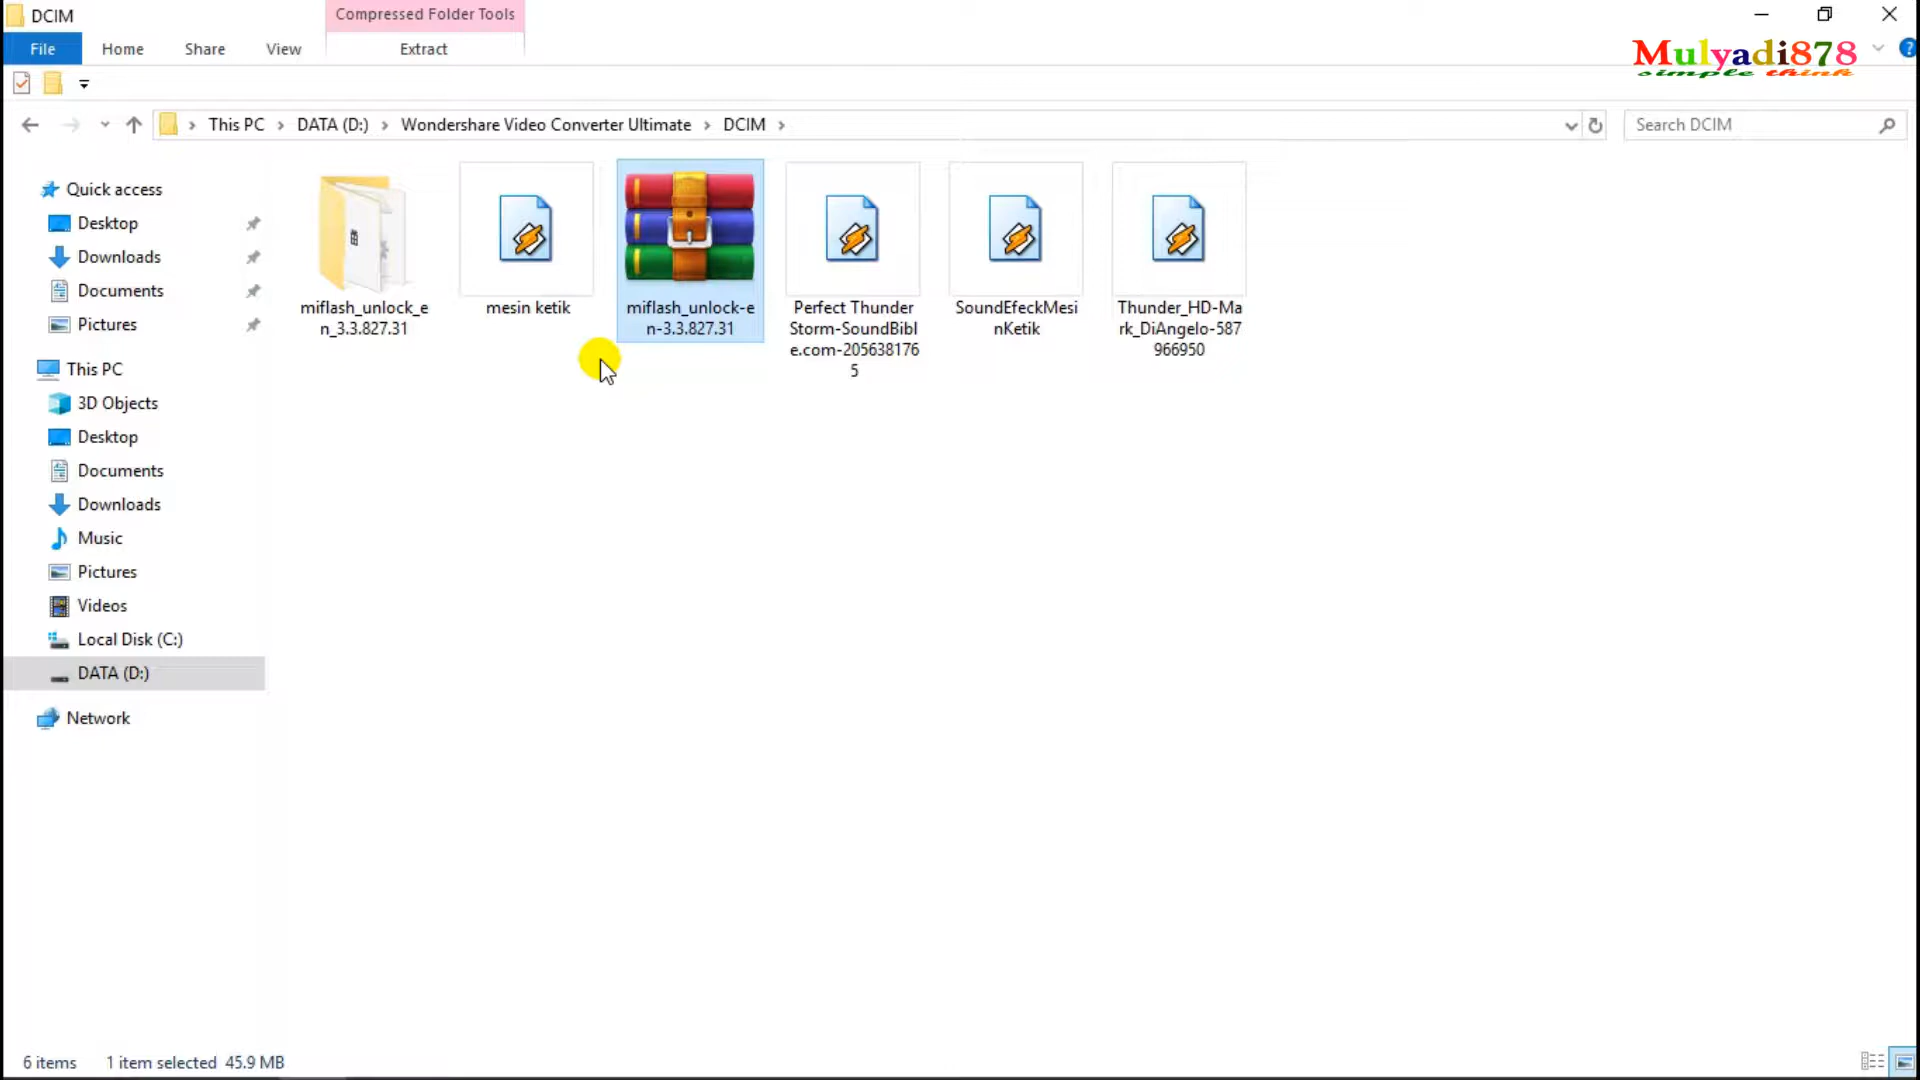 DCIM
Compressed Folder Tools
File
Home
Share
View
Extract
Mulyadi878
simple think
?
This PC
DATA (D:)
Wondershare Video Converter Ultimate
DCIM
Search DCIM
Quick access
Desktop
Downloads
Documents
Pictures
This PC
3D Objects
Desktop
Documents
Downloads
Music
Pictures
Videos
Local Disk (C:)
DATA (D:)
Network
miflash_unlock_e
n_3.3.827.31
mesin ketik
miflash_unlock-e
n-3.3.827.31
Perfect Thunder
Storm-SoundBibl
e.com-205638176
5
SoundEfeckMesi
nKetik
Thunder_HD-Ma
rk_DiAngelo-587
966950
6 items
1 item selected 45.9 MB